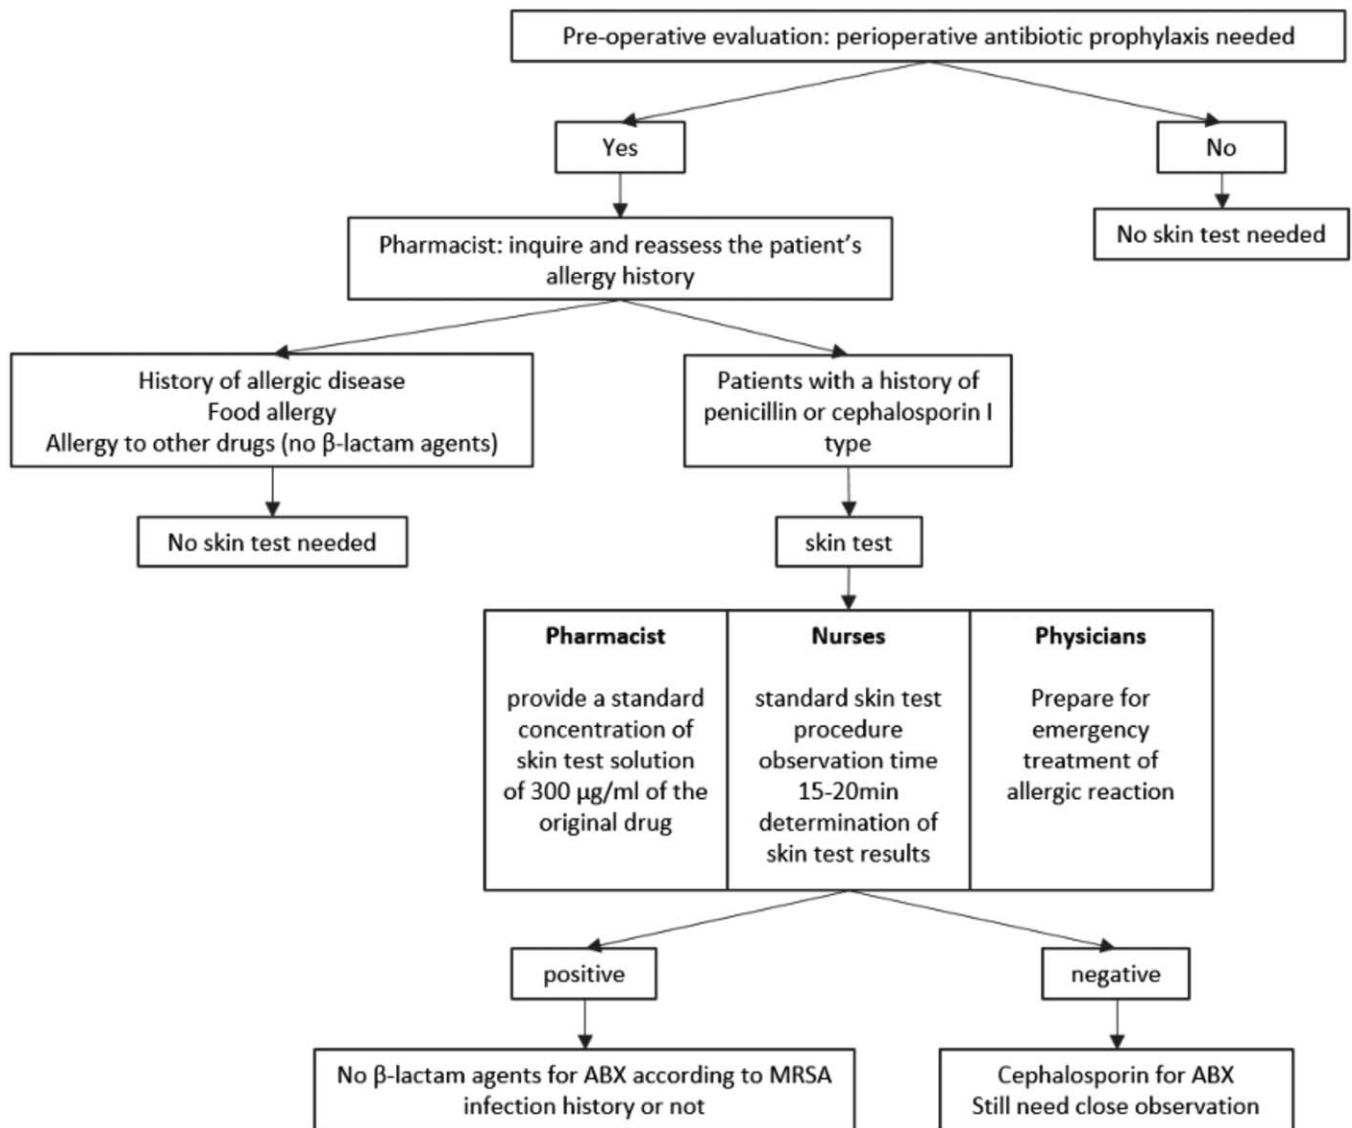 Pre-operative evaluation: perioperative antibiotic prophylaxis needed
Yes
No
Pharmacist: inquire and reassess the patient’s
allergy history
No skin test needed
History of allergic disease
Food allergy
Allergy to other drugs (no β-lactam agents)
Patients with a history of
penicillin or cephalosporin I
type
No skin test needed
skin test
Pharmacist
provide a standard
concentration of
skin test solution
of 300 μg/ml of the
original drug
Nurses
standard skin test
procedure
observation time
15-20min
determination of
skin test results
Physicians
Prepare for
emergency
treatment of
allergic reaction
positive
negative
No β-lactam agents for ABX according to MRSA
infection history or not
Cephalosporin for ABX
Still need close observation